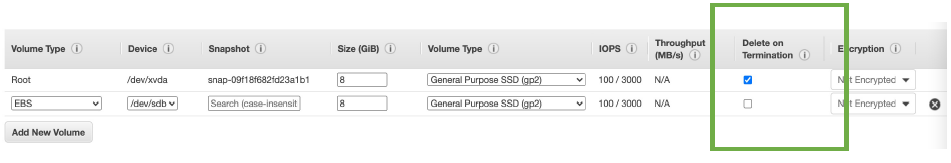 Volume Type Device Snapshot Size (GiB) Volume Type IOPS Throughput (MB/s) Delete on Termination Encryption
Root /dev/xvda snap-09f18f682fd23a1b1 8 General Purpose SSD (gp2) 100 / 3000 N/A Not Encrypted
EBS /dev/sdb Search (case-insensit 8 General Purpose SSD (gp2) 100 / 3000 N/A Not Encrypted
Add New Volume